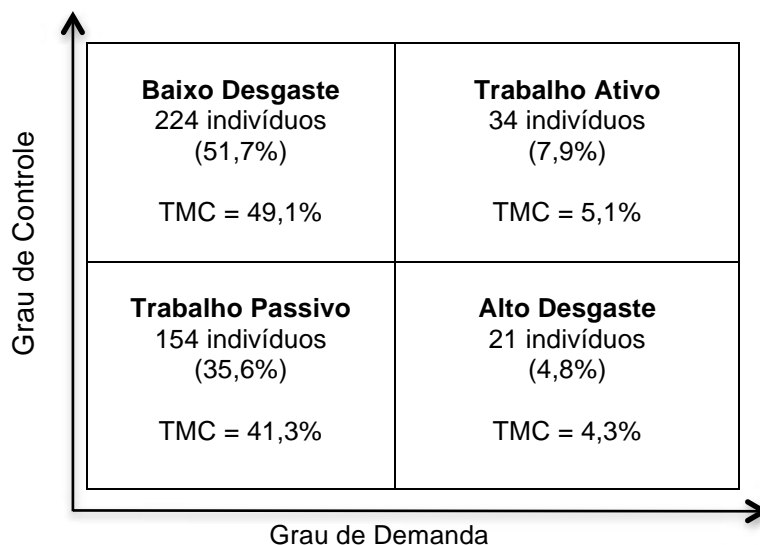 Grau de Controle
Baixo Desgaste
224 indivíduos
(51,7%)
TMC = 49,1%
Trabalho Ativo
34 indivíduos
(7,9%)
TMC = 5,1%
Trabalho Passivo
154 indivíduos
(35,6%)
TMC = 41,3%
Alto Desgaste
21 indivíduos
(4,8%)
TMC = 4,3%
Grau de Demanda